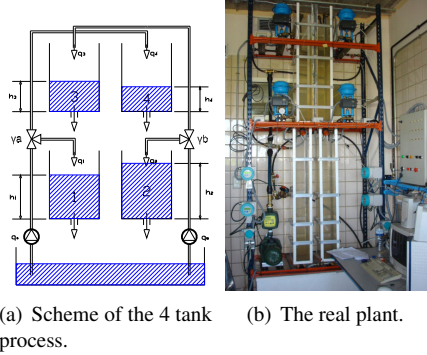 q₃ q₄
h₃ 3 4 h₄
γa γb
q₁ q₂
h₁ 1 2 h₂
qₐ
(a) Scheme of the 4 tank process.
(b) The real plant.